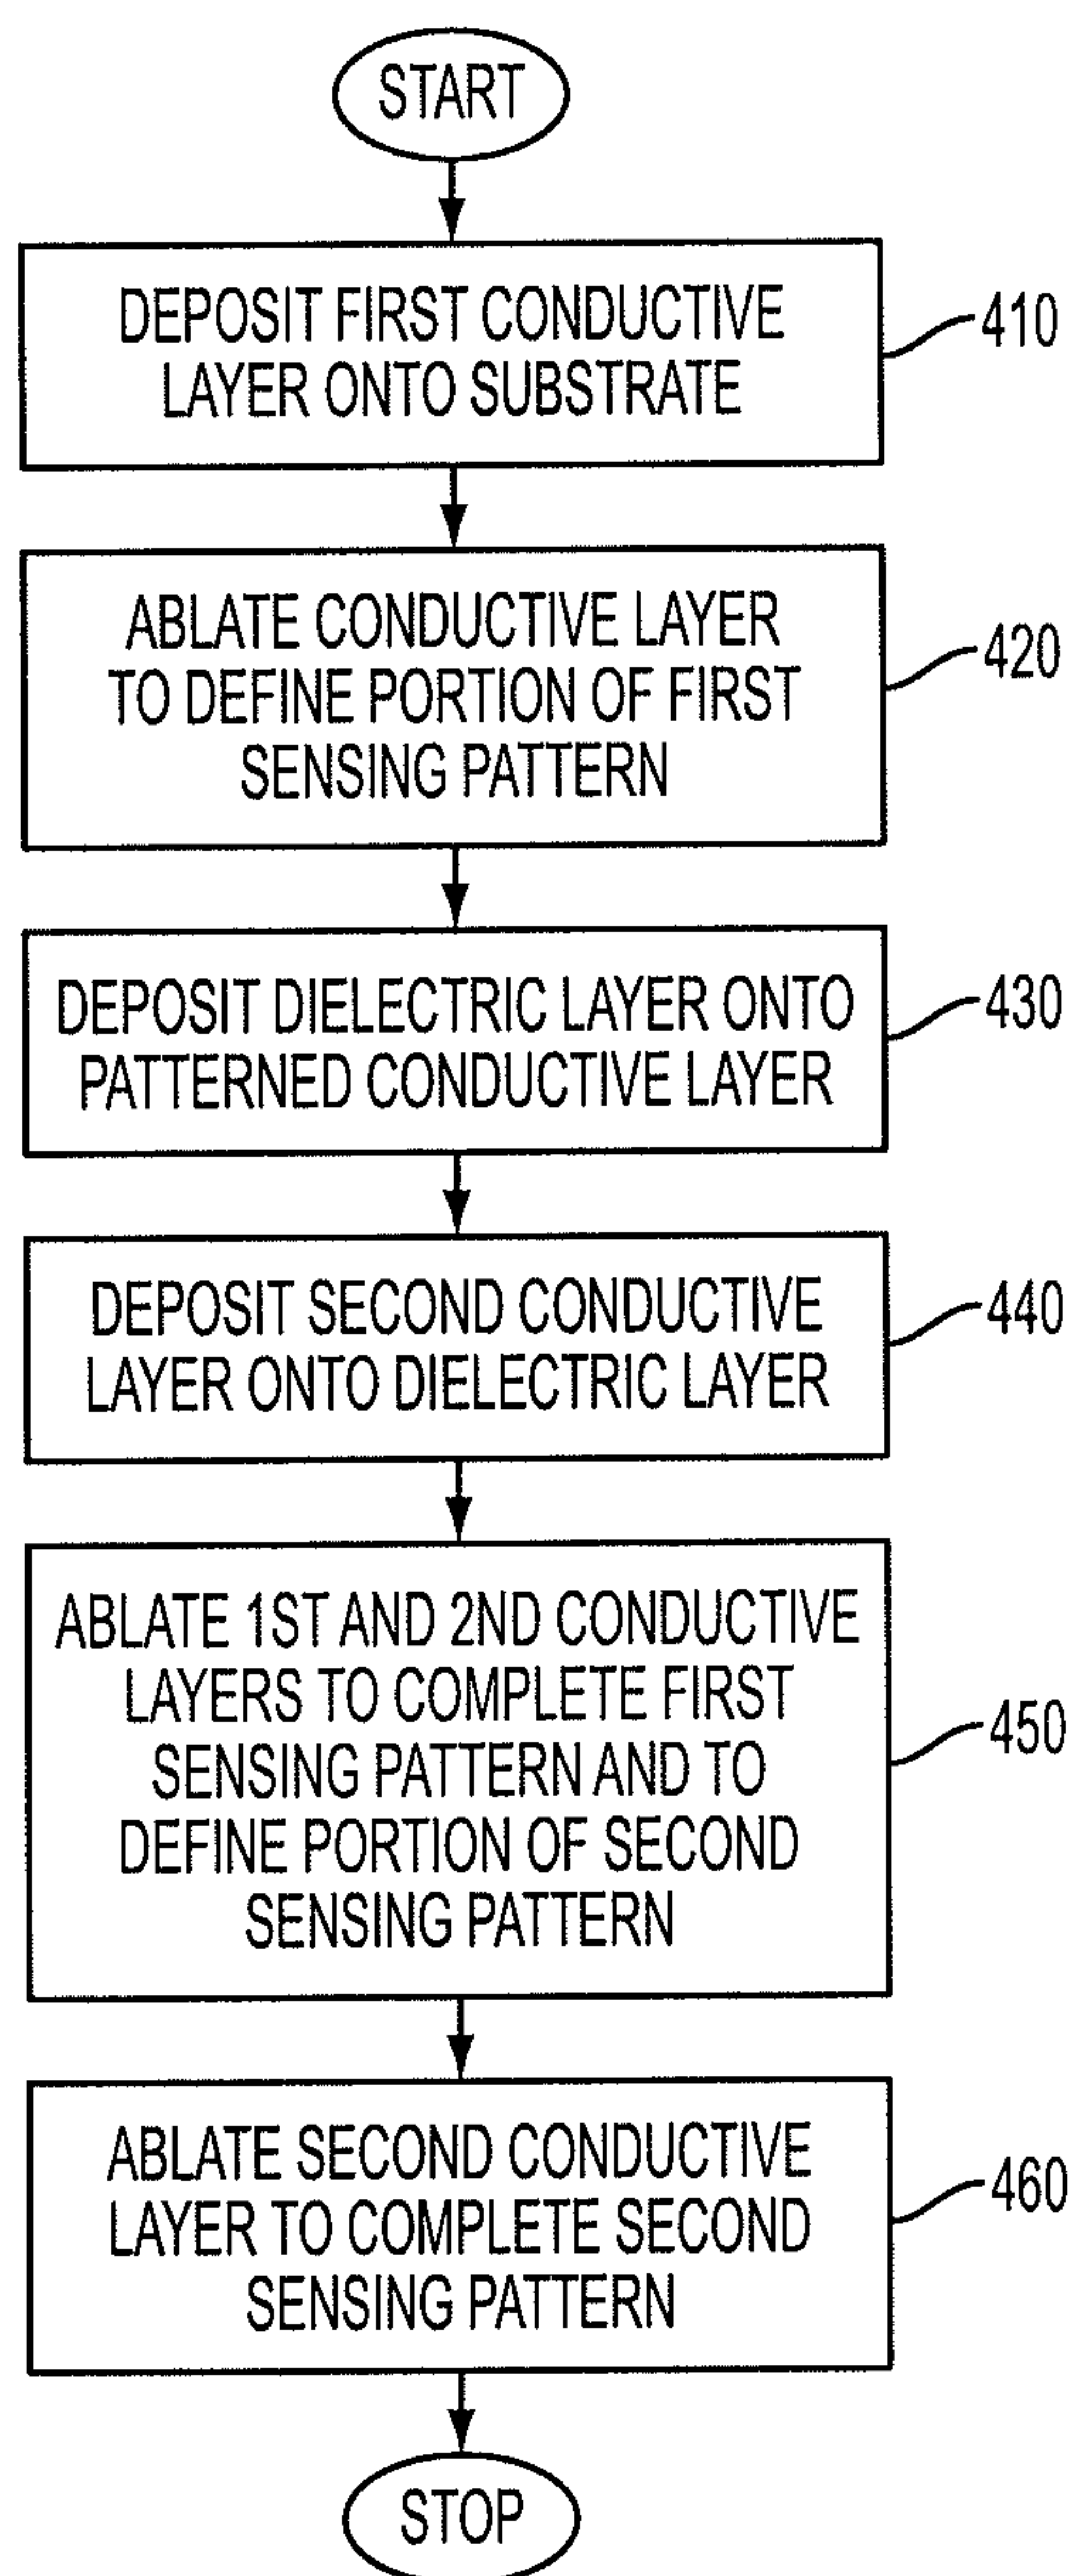 START
DEPOSIT FIRST CONDUCTIVE
LAYER ONTO SUBSTRATE
410
ABLATE CONDUCTIVE LAYER
TO DEFINE PORTION OF FIRST
SENSING PATTERN
420
DEPOSIT DIELECTRIC LAYER ONTO
PATTERNED CONDUCTIVE LAYER
430
DEPOSIT SECOND CONDUCTIVE
LAYER ONTO DIELECTRIC LAYER
440
ABLATE 1ST AND 2ND CONDUCTIVE
LAYERS TO COMPLETE FIRST
SENSING PATTERN AND TO
DEFINE PORTION OF SECOND
SENSING PATTERN
450
ABLATE SECOND CONDUCTIVE
LAYER TO COMPLETE SECOND
SENSING PATTERN
460
STOP